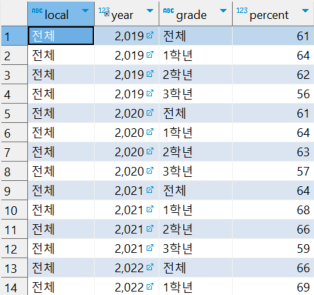 ABC local 123 year ABC grade 123 percent
1 전체 2,019 전체 61
2 전체 2,019 1학년 64
3 전체 2,019 2학년 62
4 전체 2,019 3학년 56
5 전체 2,020 전체 61
6 전체 2,020 1학년 64
7 전체 2,020 2학년 63
8 전체 2,020 3학년 57
9 전체 2,021 전체 64
10 전체 2,021 1학년 68
11 전체 2,021 2학년 66
12 전체 2,021 3학년 59
13 전체 2,022 전체 66
14 전체 2,022 1학년 69